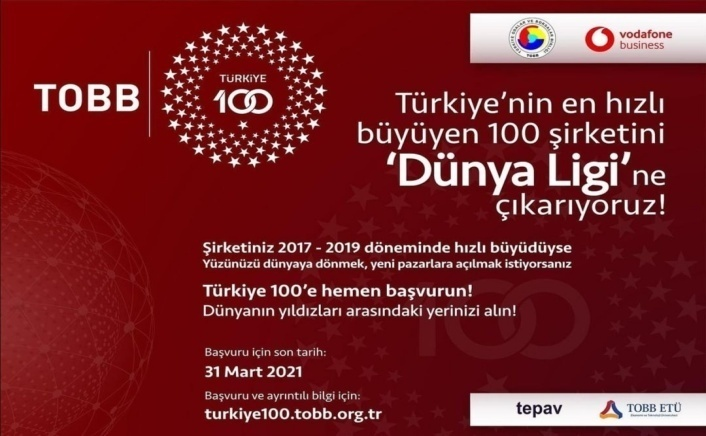 TOBB
TÜRKİYE
100
vodafone
business
Türkiye'nin en hızlı
büyüyen 100 şirketini
'Dünya Ligi'ne
çıkarıyoruz!
Şirketiniz 2017 - 2019 döneminde hızlı büyüdüyse
Yüzünüzü dünyaya dönmek, yeni pazarlara açılmak istiyorsanız
Türkiye 100'e hemen başvurun!
Dünyanın yıldızları arasındaki yerinizi alın!
Başvuru için son tarih:
31 Mart 2021
Başvuru ve ayrıntılı bilgi için:
turkiye100.tobb.org.tr
100
tepav
TOBB ETÜ